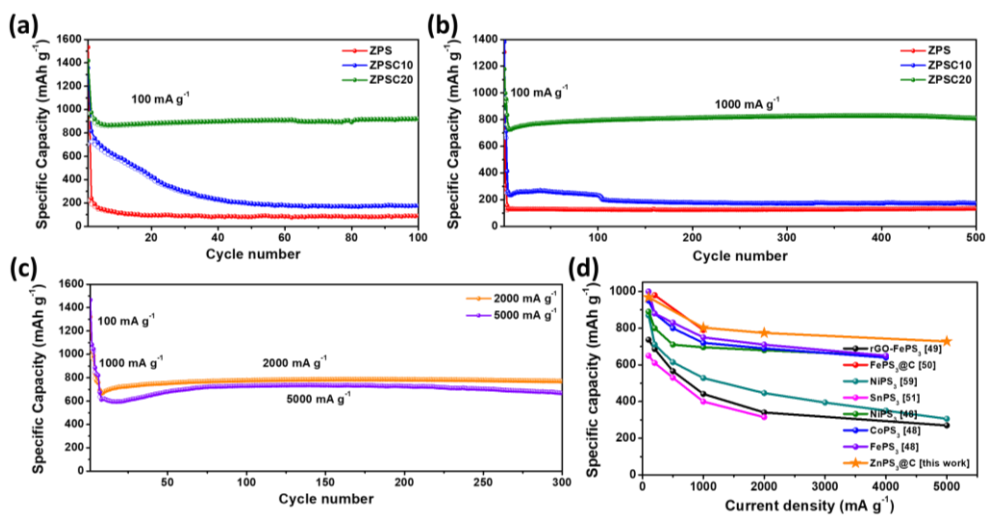 (a)
Specific Capacity (mAh g⁻¹)
1600
1400
1200
1000
800
600
400
200
0
100 mA g⁻¹
ZPS
ZPSC10
ZPSC20
20
40
60
80
100
Cycle number
(b)
Specific Capacity (mAh g⁻¹)
1400
1200
1000
800
600
400
200
0
100 mA g⁻¹
1000 mA g⁻¹
ZPS
ZPSC10
ZPSC20
100
200
300
400
500
Cycle number
(c)
Specific Capacity (mAh g⁻¹)
1600
1400
1200
1000
800
600
400
200
0
100 mA g⁻¹
1000 mA g⁻¹
2000 mA g⁻¹
5000 mA g⁻¹
2000 mA g⁻¹
5000 mA g⁻¹
50
100
150
200
250
300
Cycle number
(d)
Specific capacity (mAh g⁻¹)
1000
800
600
400
200
0
rGO-FePS₃ [49]
FePS₃@C [50]
NiPS₃ [59]
SnPS₃ [51]
NiPS₃ [48]
CoPS₃ [48]
FePS₃ [48]
ZnPS₃@C [this work]
0
1000
2000
3000
4000
5000
Current density (mA g⁻¹)